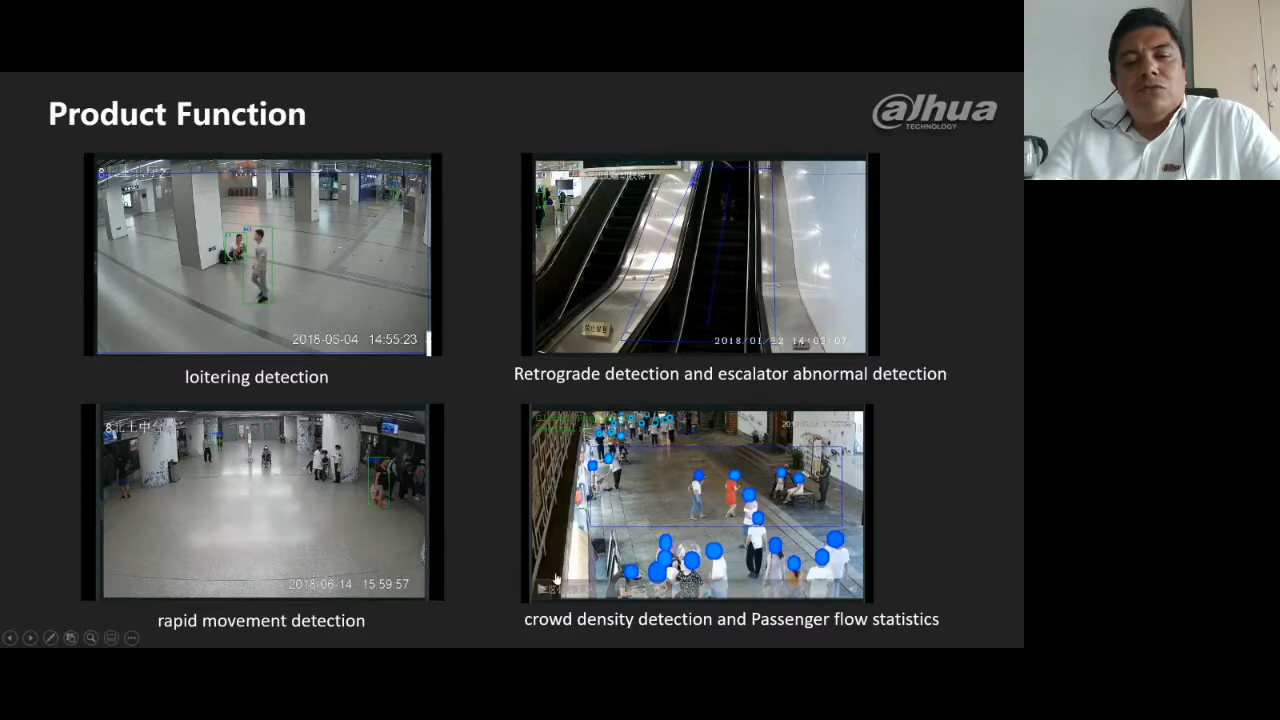 Product Function
alhua
TECHNOLOGY
2018-06-04 14:55:23
loitering detection
Retrograde detection and escalator abnormal detection
2018-06-14 15:59:57
rapid movement detection
crowd density detection and Passenger flow statistics